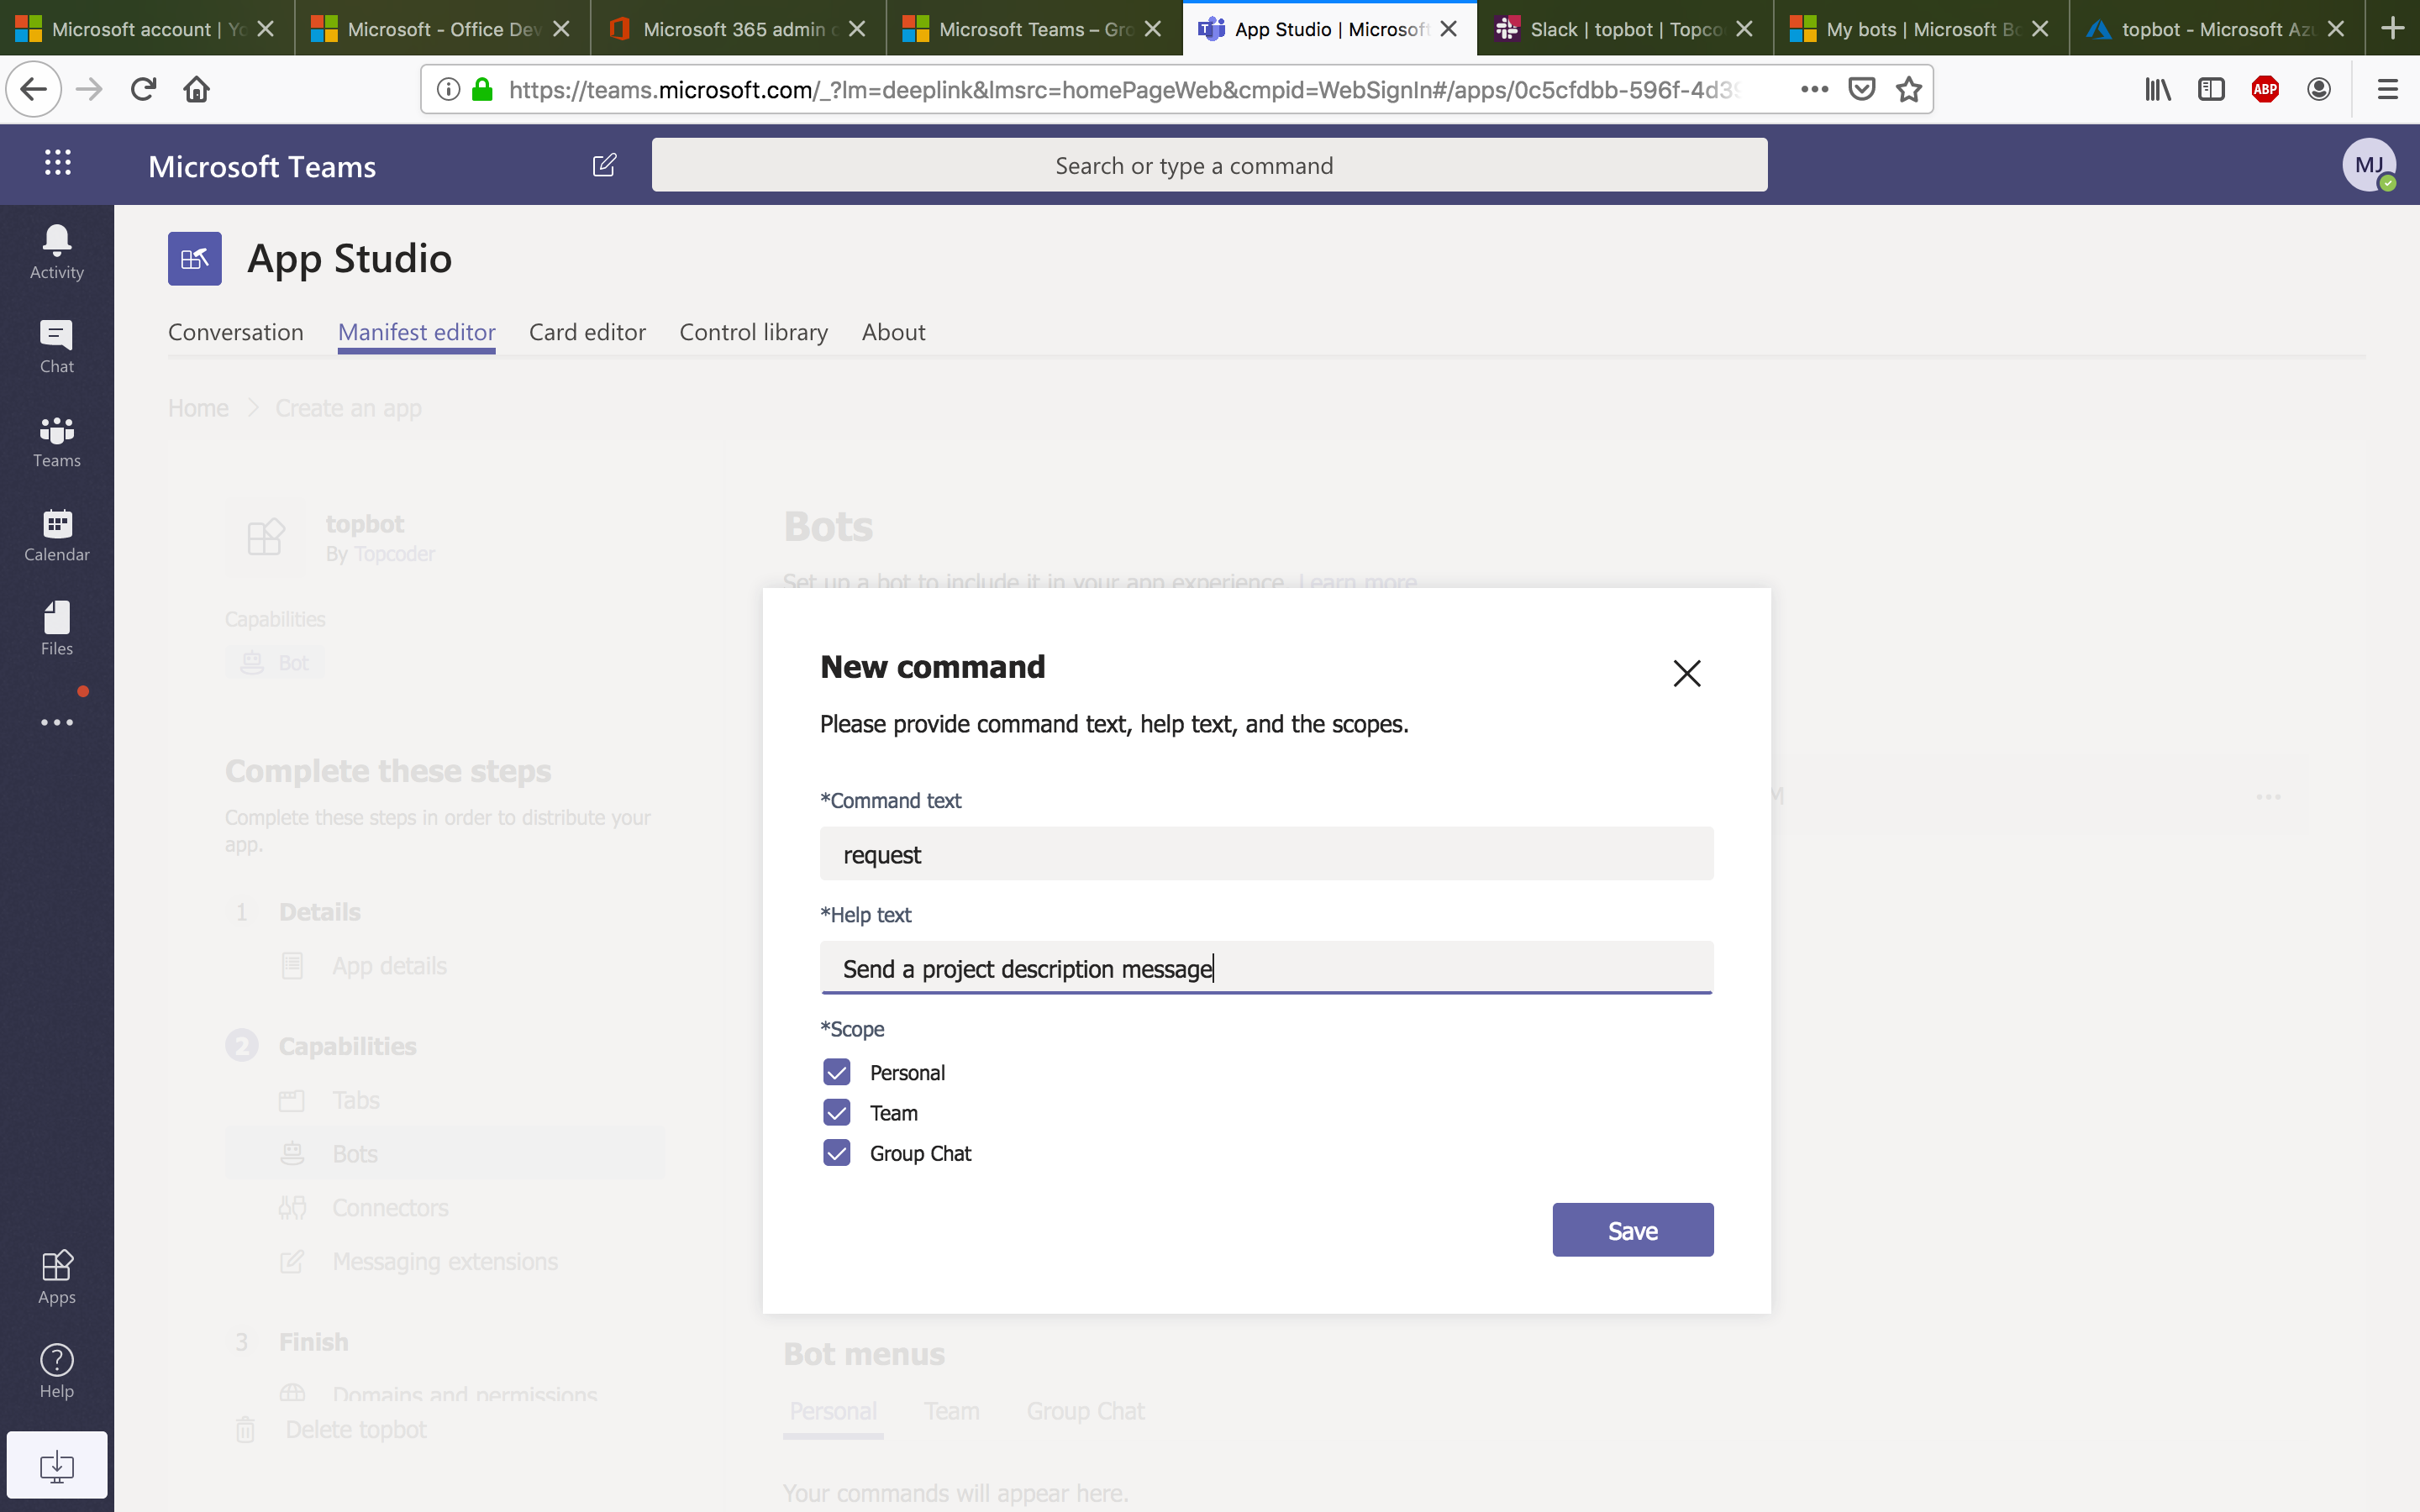 Microsoft account | Yo
Microsoft - Office Dev
Microsoft 365 admin c
Microsoft Teams – Gro
App Studio | Microsoft
Slack | topbot | Topco
My bots | Microsoft Bo
topbot - Microsoft Azu
https://teams.microsoft.com/_?lm=deeplink&lmsrc=homePageWeb&cmpid=WebSignIn#/apps/0c5cfdbb-596f-4d39
ABP
Microsoft Teams
Search or type a command
MJ
Activity
Chat
Teams
Calendar
Files
Apps
Help
App Studio
Conversation
Manifest editor
Card editor
Control library
About
Home > Create an app
topbot
By Topcoder
Capabilities
Bot
Complete these steps
Complete these steps in order to distribute your
app.
1 Details
App details
2 Capabilities
Tabs
Bots
Connectors
Messaging extensions
3 Finish
Domains and permissions
Delete topbot
Bots
Set up a bot to include it in your app experience. Learn more
M
New command
Please provide command text, help text, and the scopes.
*Command text
request
*Help text
Send a project description message
*Scope
Personal
Team
Group Chat
Save
Bot menus
Personal
Team
Group Chat
Your commands will appear here.